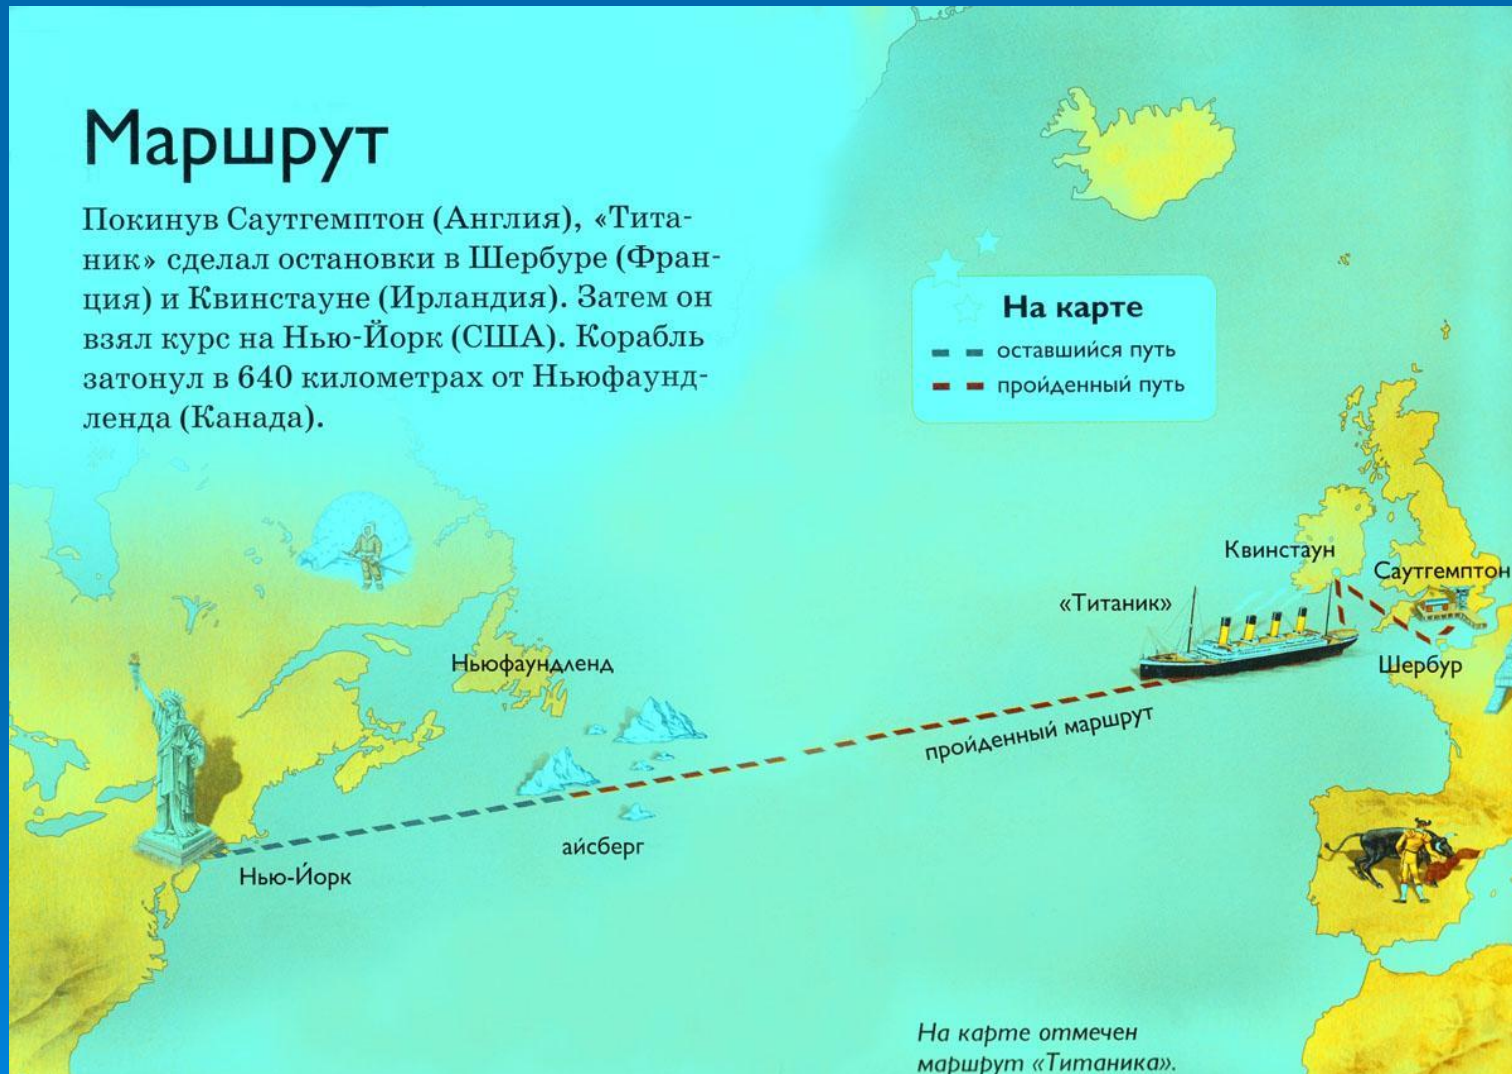 Маршрут
Покинув Саутгемптон (Англия), «Тита-
ник» сделал остановки в Шербуре (Фран-
ция) и Квинстауне (Ирландия). Затем он
взял курс на Нью-Йорк (США). Корабль
затонул в 640 километрах от Ньюфаунд-
ленда (Канада).
На карте
оставшийся путь
пройденный путь
Квинстаун
Саутгемптон
«Титаник»
Шербур
Ньюфаундленд
пройденный маршрут
айсберг
Нью-Йорк
На карте отмечен
маршрут «Титаника».